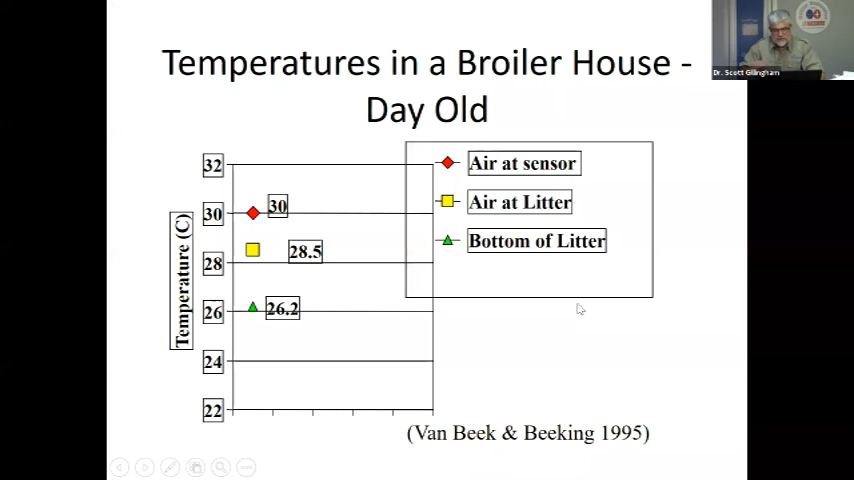 Temperatures in a Broiler House -
Day Old
Dr. Scott Gilingham
32
30
28
26
24
22
Temperature (C)
30
28.5
26.2
Air at sensor
Air at Litter
Bottom of Litter
(Van Beek & Beeking 1995)